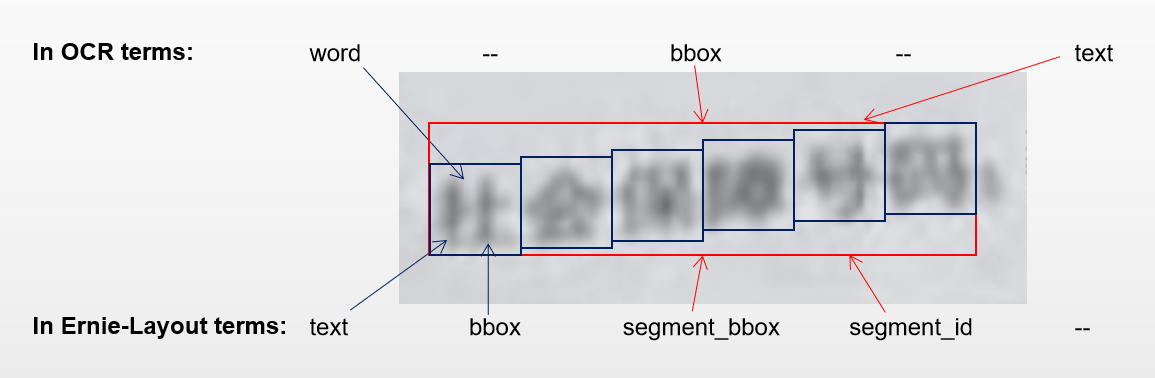 In OCR terms: word -- bbox -- text
社会保障号码
In Ernie-Layout terms: text bbox segment_bbox segment_id --